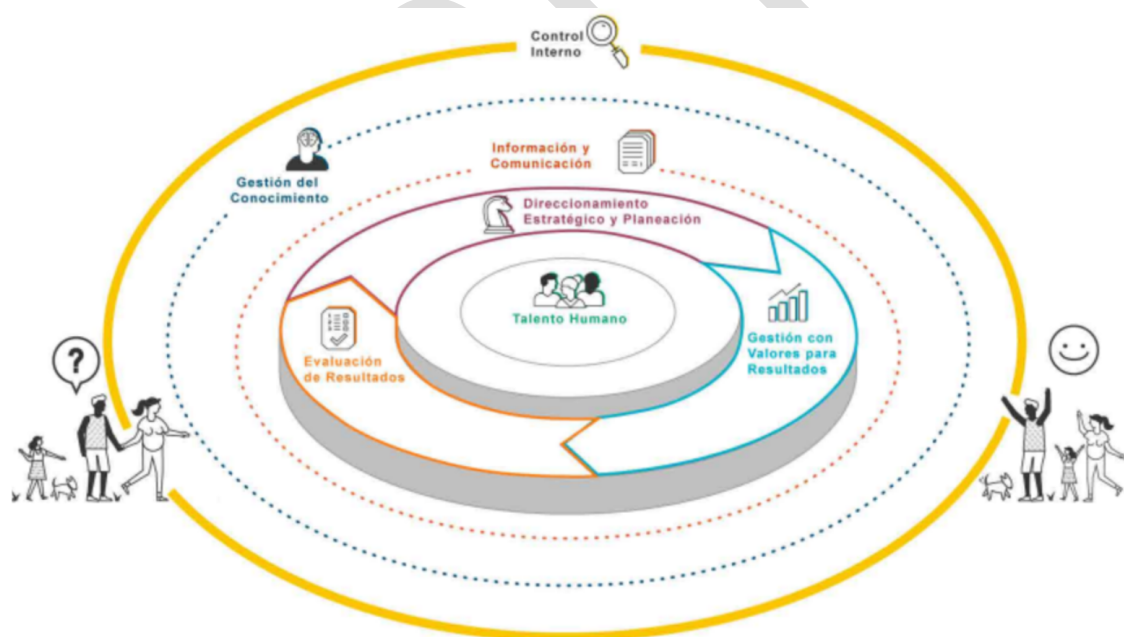 Control
Interno
Gestión del
Conocimiento
Información y
Comunicación
Direccionamiento
Estratégico y Planeación
Talento Humano
Gestión con
Valores para
Resultados
Evaluación
de Resultados
?